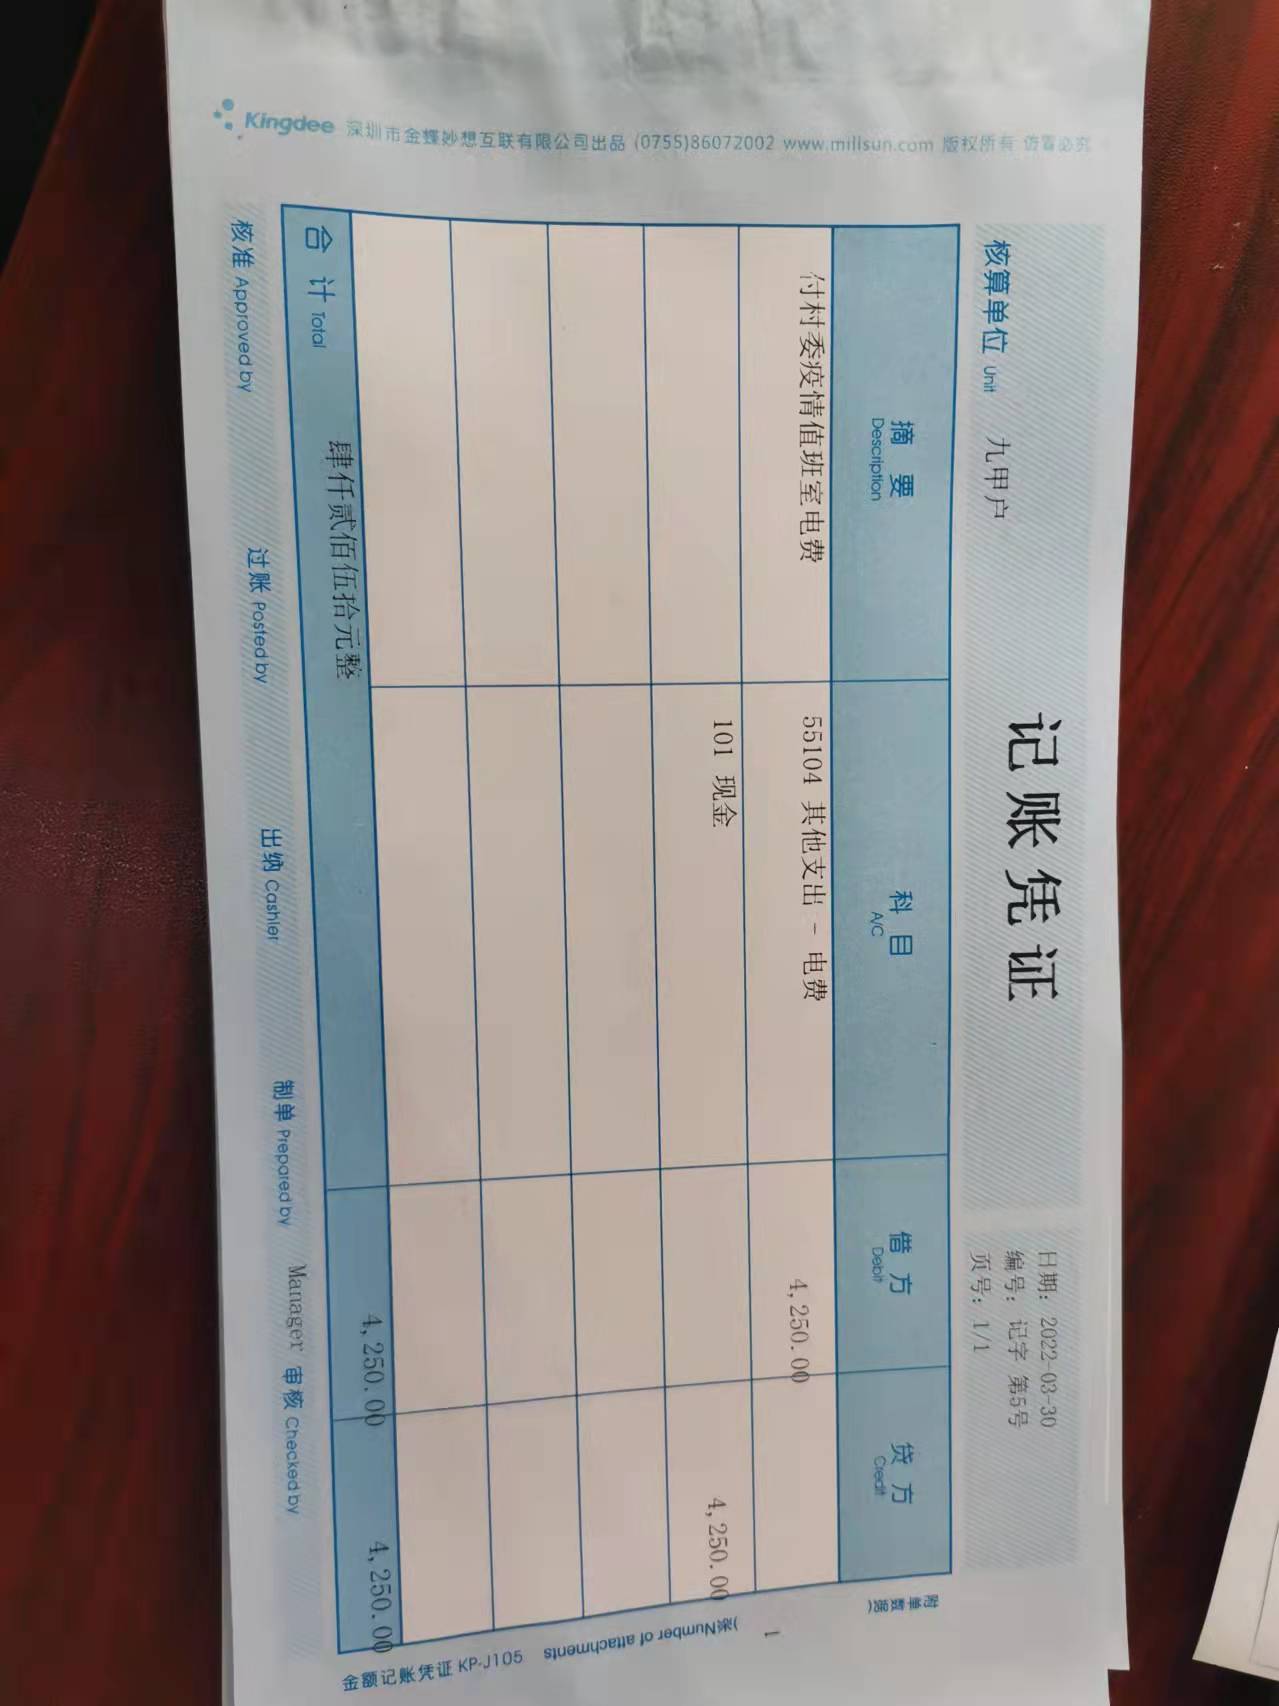 记账凭证
日期: 2022-03-30
编号: 记字 第5号
核算单位 Unit 九甲户
页号: 1/1
摘要 科目 借方 贷方
Description A/C Debit Credit
付村委疫情值班室电费 55104 其他支出 - 电费 4,250.00
101 现金 4,250.00
合计 Total 肆仟贰佰伍拾元整 4,250.00 4,250.00
核准 Approved by 过账 Posted by 出纳 Cashier 制单 Prepared by Manager 审核 Checked by
附单据数
1
Number of attachments
金额记账凭证 KP-J105
Kingdee 深圳市金蝶妙想互联有限公司出品 (0755)86072002 www.millsun.com 版权所有 仿冒必究